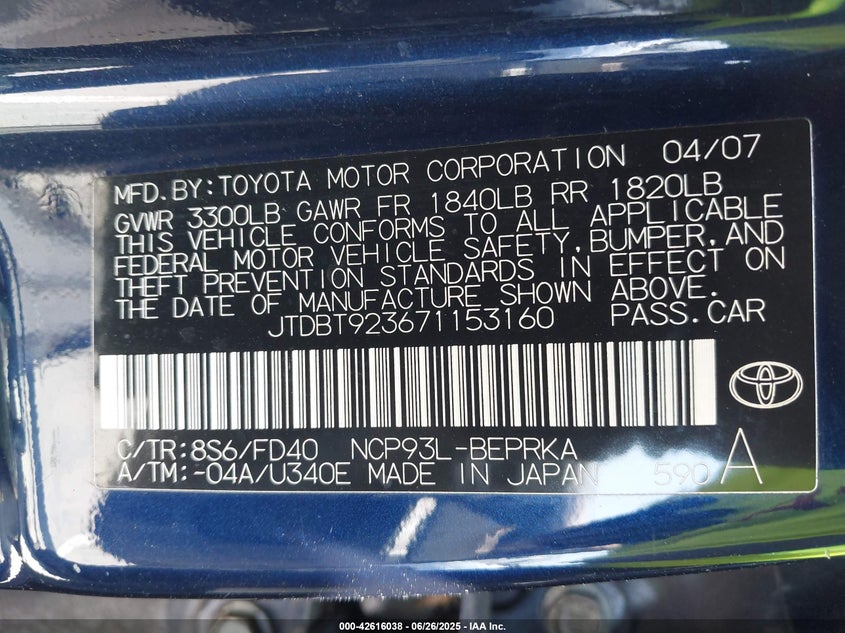 MFD.BY:TOYOTA MOTOR CORPORATION 04/07
GVWR 3300LB GAWR FR 1840LB RR 1820LB
THIS VEHICLE CONFORMS TO ALL APPLICABLE
FEDERAL MOTOR VEHICLE SAFETY,BUMPER,AND
THEFT PREVENTION STANDARDS IN EFFECT ON
THE DATE OF MANUFACTURE SHOWN ABOVE.
JTDBT923671153160 PASS.CAR
C/TR:8S6/FD40 NCP93L-BEPRKA
A/TM:-04A/U340E MADE IN JAPAN 590 A
000-42616038 - 06/26/2025 - IAA Inc.